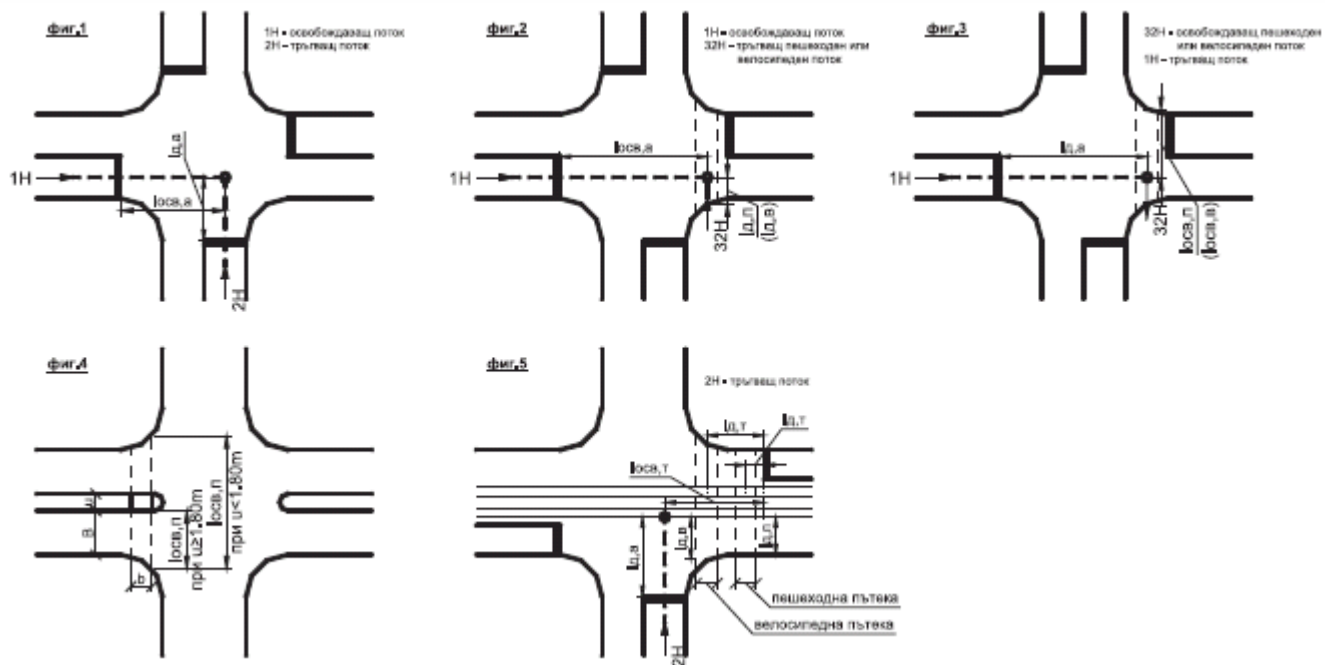 фиг.1
1Н - освобождаващ поток
2Н - тръгващ поток
lд,а
1Н
lосв,а
2Н
фиг.2
1Н - освобождаващ поток
32Н - тръгващ пешеходен или
велосипеден поток
lосв,а
1Н
32Н
lд,п
(lд,в)
фиг.3
32Н - освобождаващ пешеходен
или велосипеден поток
1Н - тръгващ поток
lд,а
1Н
32Н
lосв,п
(lосв,в)
фиг.4
u
B
b
lосв,п
при u≥1.80m
lосв,п
при u<1.80m
фиг.5
2Н - тръгващ поток
lд,т
lд,т
lосв,т
lд,а
lд,в
lд,п
пешеходна пътека
велосипедна пътека
2Н